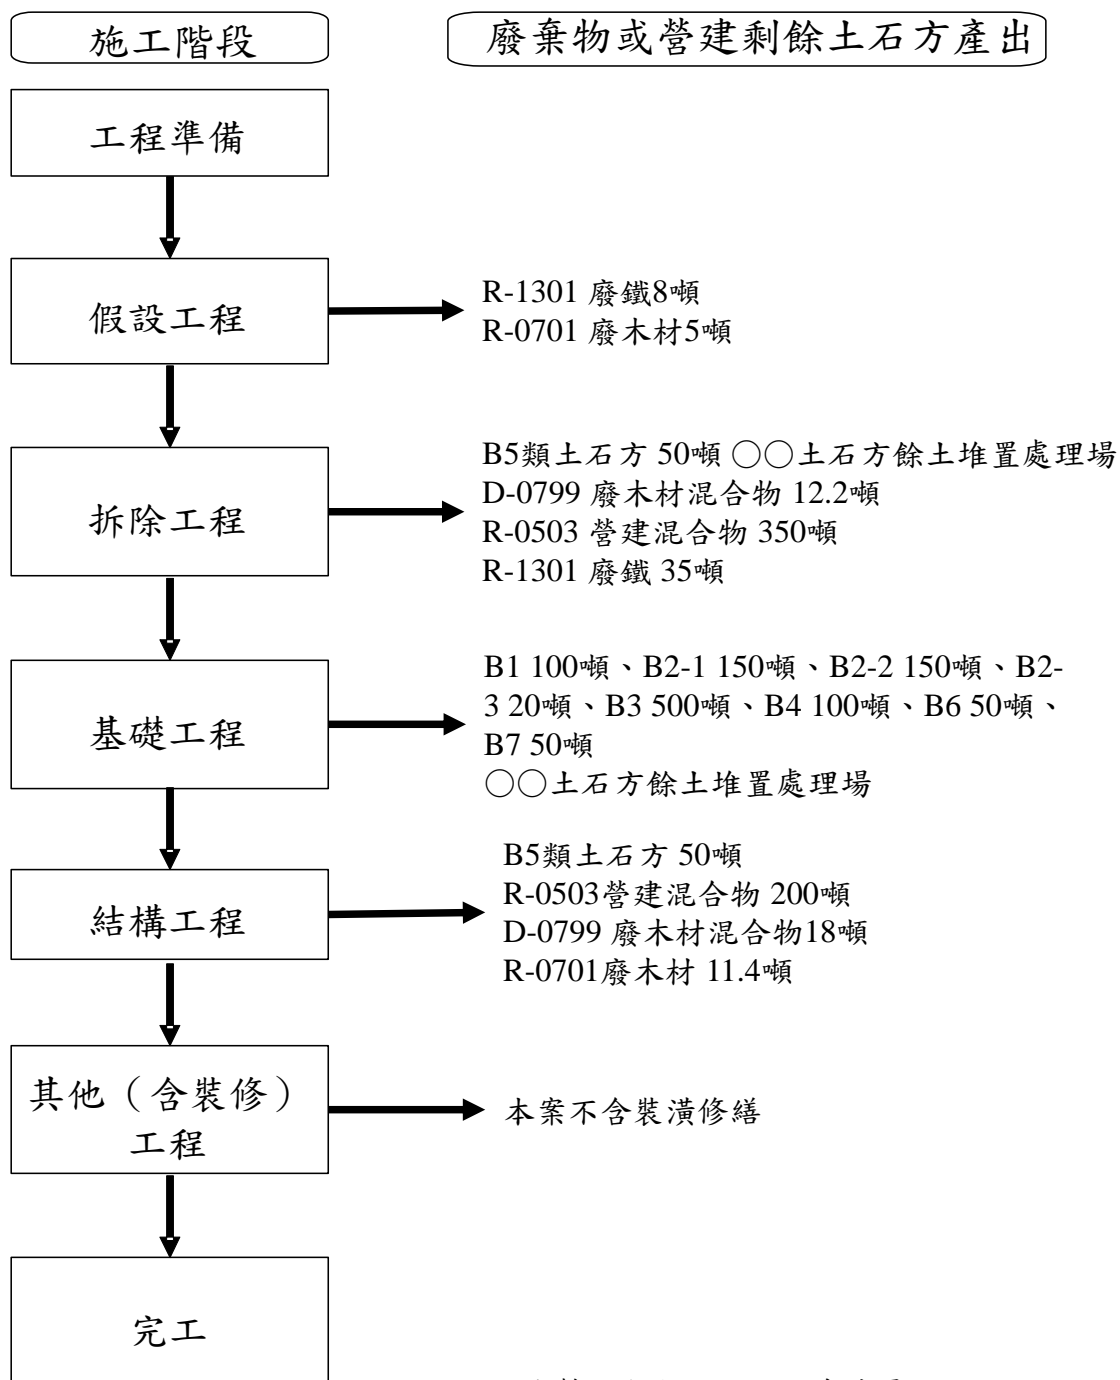 施工階段
廢棄物或營建剩餘土石方產出
工程準備
假設工程
R-1301 廢鐵8噸
R-0701 廢木材5噸
拆除工程
B5類土石方 50噸 〇〇土石方餘土堆置處理場
D-0799 廢木材混合物 12.2噸
R-0503 營建混合物 350噸
R-1301 廢鐵 35噸
基礎工程
B1 100噸、B2-1 150噸、B2-2 150噸、B2-
3 20噸、B3 500噸、B4 100噸、B6 50噸、
B7 50噸
〇〇土石方餘土堆置處理場
結構工程
B5類土石方 50噸
R-0503營建混合物 200噸
D-0799 廢木材混合物18噸
R-0701廢木材 11.4噸
其他（含裝修）
工程
本案不含裝潢修繕
完工